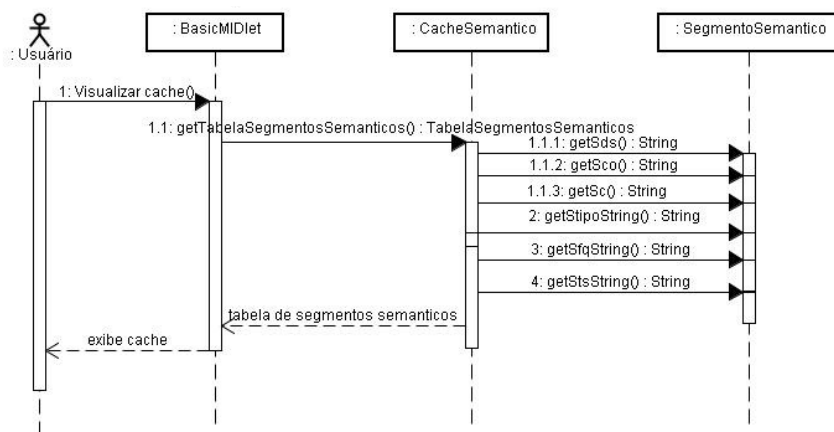 : Usuário
: BasicMIDlet
: CacheSemantico
: SegmentoSemantico
1: Visualizar cache()
1.1: getTabelaSegmentosSemanticos() : TabelaSegmentosSemanticos
1.1.1: getSds() : String
1.1.2: getSco() : String
1.1.3: getSc() : String
2: getStipoString() : String
3: getSfqString() : String
4: getStsString() : String
tabela de segmentos semanticos
exibe cache